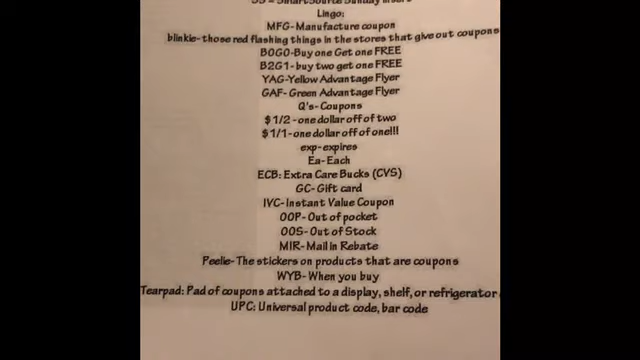 SS = SmartSource Sunday Insert
Lingo:
MFG- Manufacture coupon
blinkie- those red flashing things in the stores that give out coupons
BOGO-Buy one Get one FREE
B2G1- buy two get one FREE
YAG-Yellow Advantage Flyer
GAF- Green Advantage Flyer
Q's- Coupons
$1/2 - one dollar off of two
$1/1- one dollar off of one!!!
exp- expires
Ea- Each
ECB: Extra Care Bucks (CVS)
GC- Gift card
IVC- Instant Value Coupon
OOP- Out of pocket
OOS- Out of Stock
MIR- Mail in Rebate
Peelie- The stickers on products that are coupons
WYB- When you buy
Tearpad: Pad of coupons attached to a display, shelf, or refrigerator
UPC: Universal product code, bar code